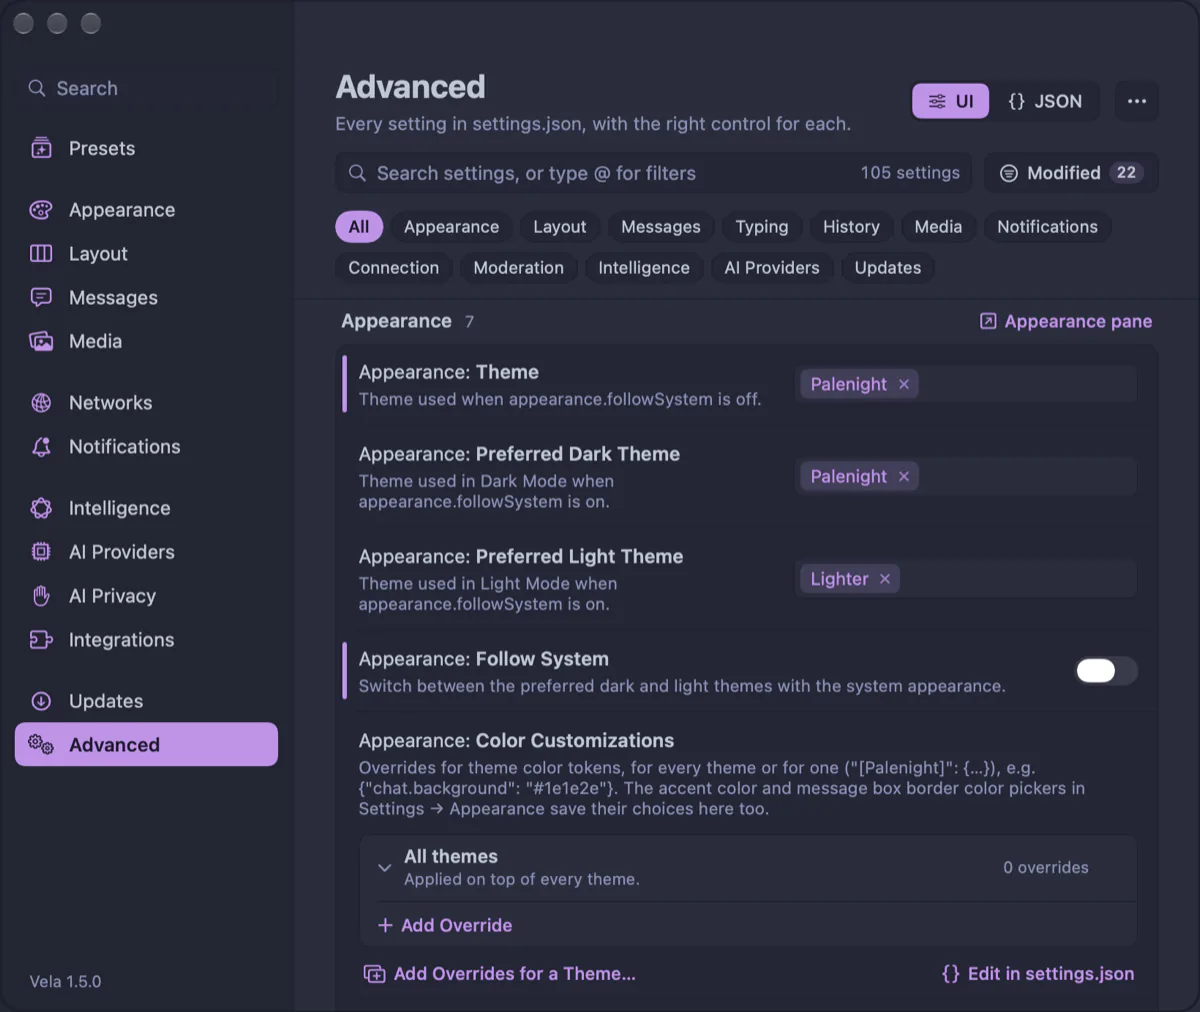 Search
Presets
Appearance
Layout
Messages
Media
Networks
Notifications
Intelligence
AI Providers
AI Privacy
Integrations
Updates
Advanced
Vela 1.5.0
Advanced
Every setting in settings.json, with the right control for each.
UI
{} JSON
Search settings, or type @ for filters
105 settings
Modified 22
All
Appearance
Layout
Messages
Typing
History
Media
Notifications
Connection
Moderation
Intelligence
AI Providers
Updates
Appearance 7
Appearance pane
Appearance: Theme
Theme used when appearance.followSystem is off.
Palenight
Appearance: Preferred Dark Theme
Theme used in Dark Mode when
appearance.followSystem is on.
Palenight
Appearance: Preferred Light Theme
Theme used in Light Mode when
appearance.followSystem is on.
Lighter
Appearance: Follow System
Switch between the preferred dark and light themes with the system appearance.
Appearance: Color Customizations
Overrides for theme color tokens, for every theme or for one ("[Palenight]": {…}), e.g.
{"chat.background": "#1e1e2e"}. The accent color and message box border color pickers in
Settings → Appearance save their choices here too.
All themes
Applied on top of every theme.
0 overrides
+ Add Override
Add Overrides for a Theme…
{} Edit in settings.json